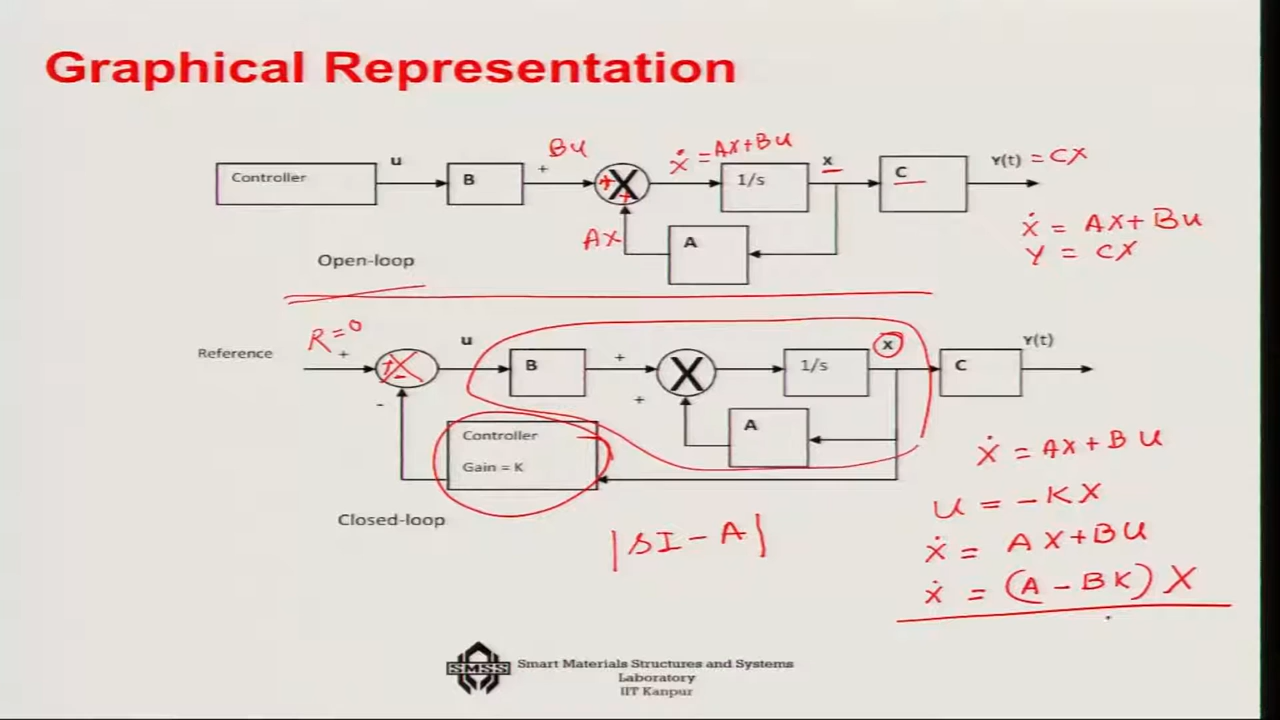 Graphical Representation
Controller
u
B
+
BU
+
+
AX
Ẋ = AX+BU
1/s
x
A
C
Y(t) = CX
Ẋ = AX+BU
Y = CX
Open-loop
Reference
R=0
+
+
-
-
u
B
+
+
1/s
x
A
C
Y(t)
Controller
Gain = K
Closed-loop
|SI-A|
Ẋ = AX+BU
U = -KX
Ẋ = AX+BU
Ẋ = (A-BK)X
SMSS
Smart Materials Structures and Systems
Laboratory
IIT Kanpur